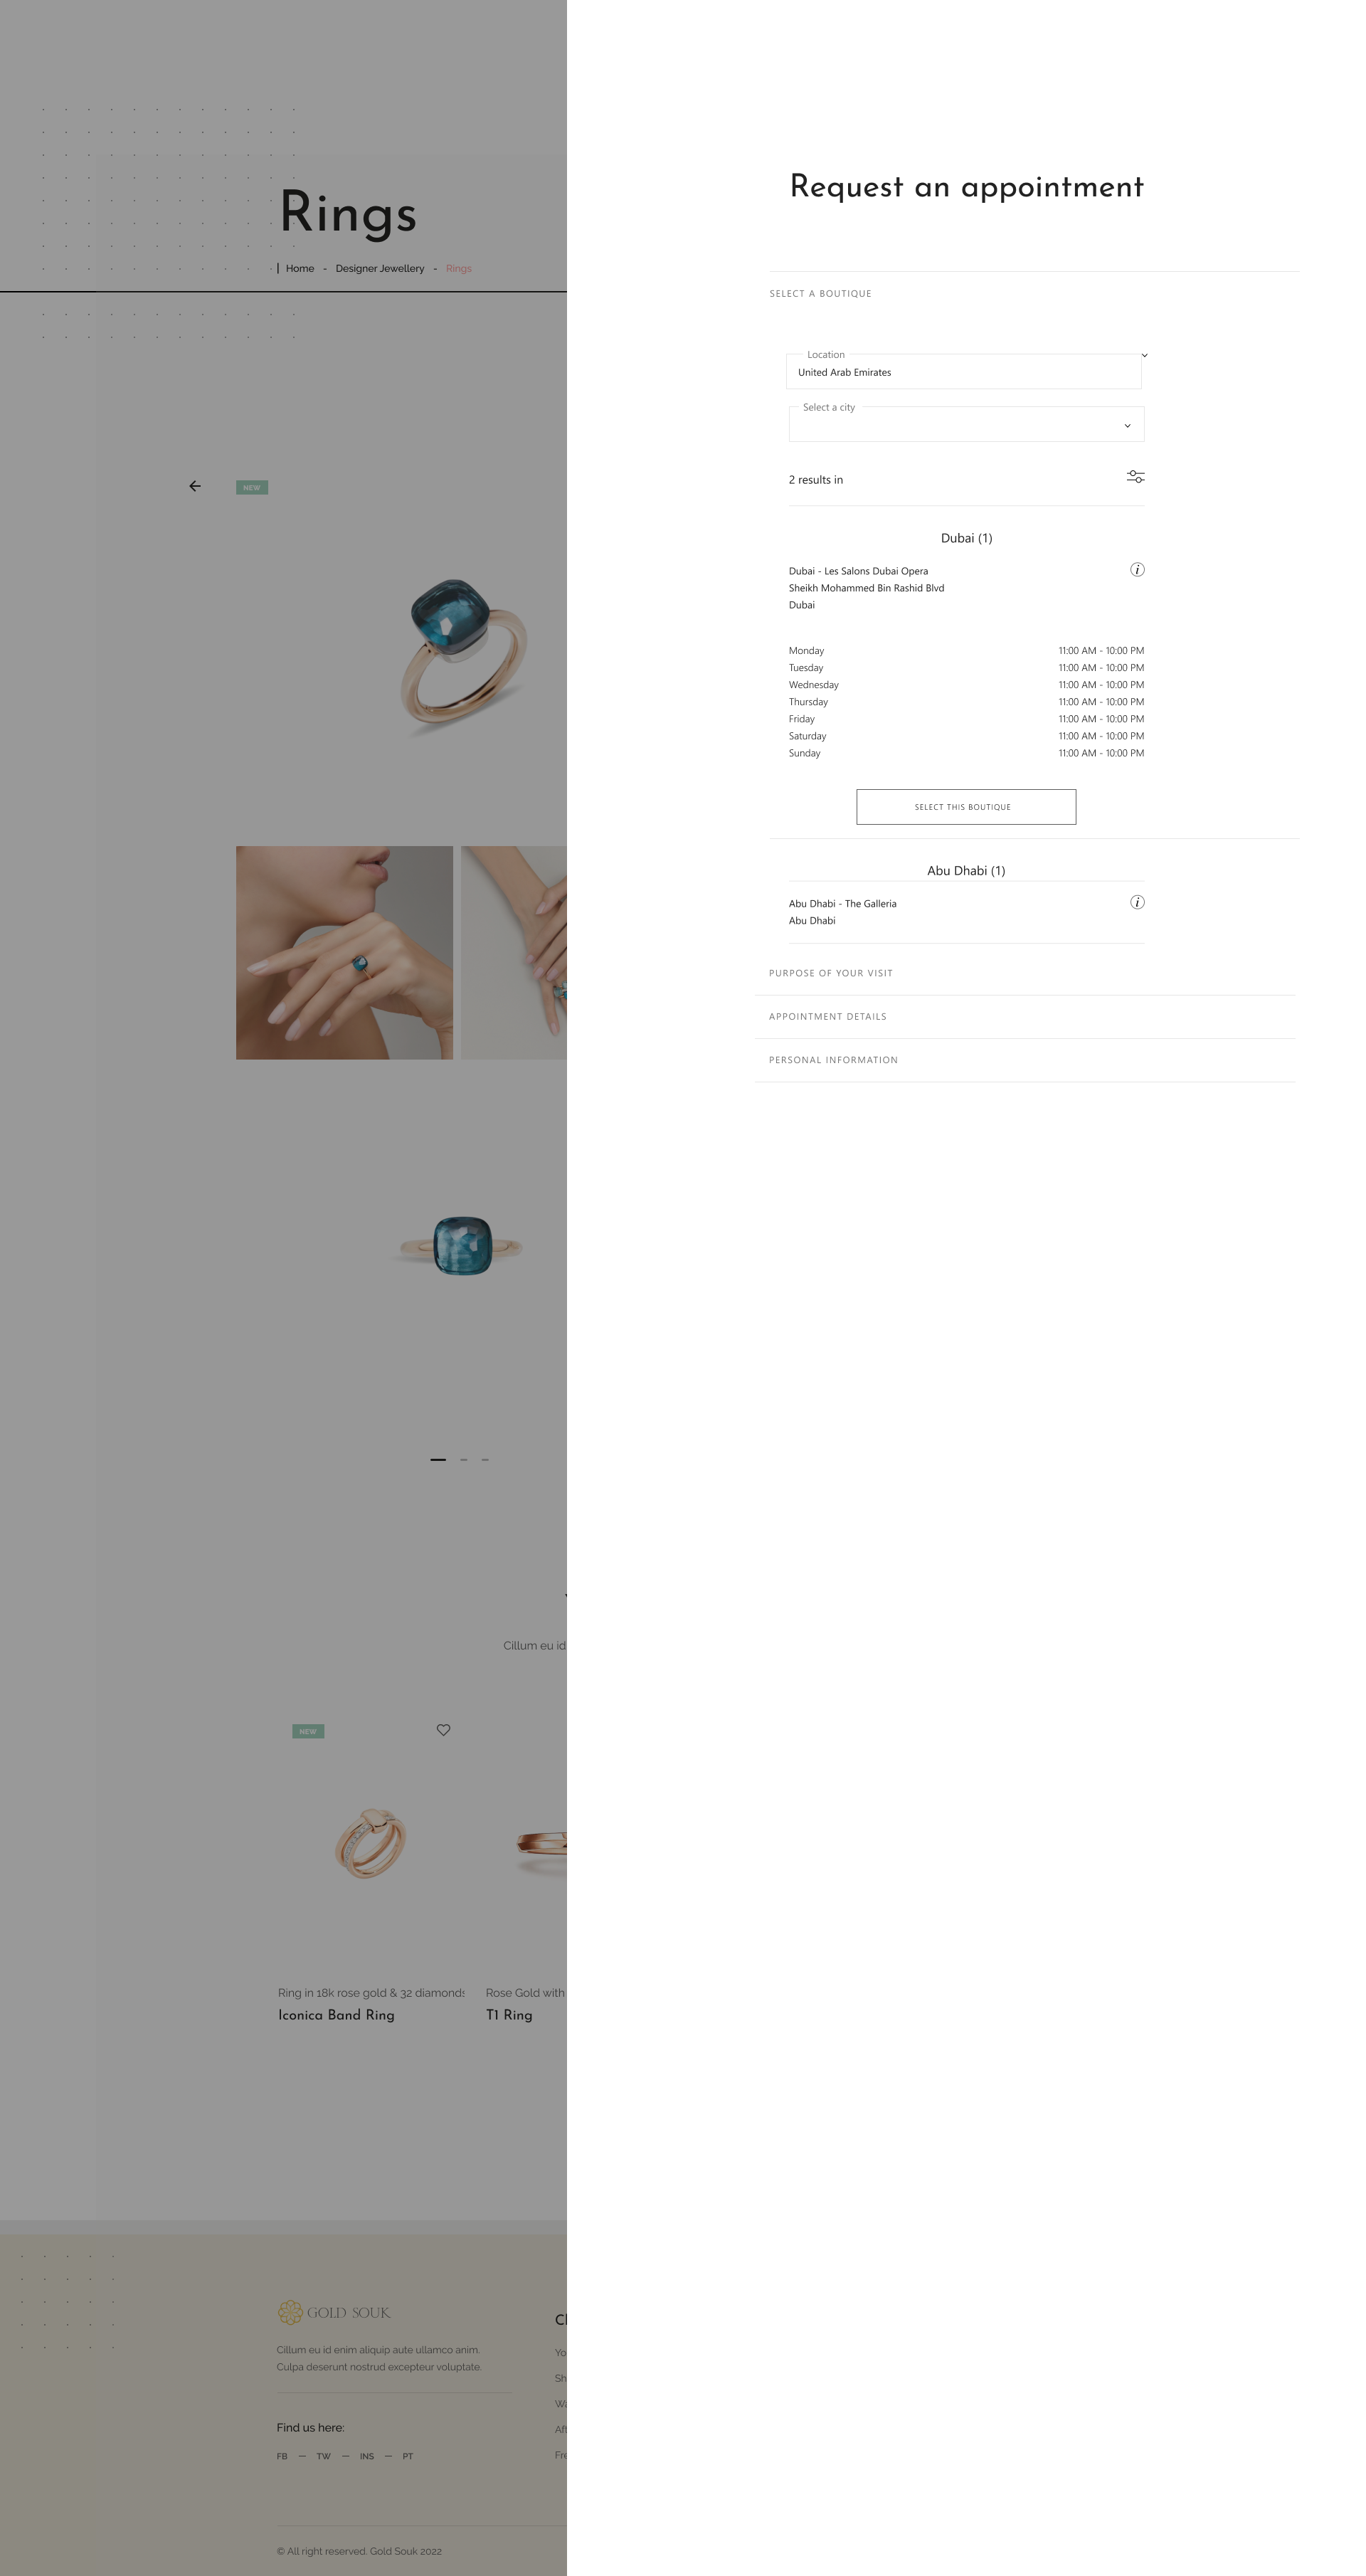 Rings
Home - Designer Jewellery - Rings
NEW
Cillum eu id
NEW
Ring in 18k rose gold & 32 diamonds
Iconica Band Ring
Rose Gold with
T1 Ring
GOLD SOUK
Cillum eu id enim aliquip aute ullamco anim.
Culpa deserunt nostrud excepteur voluptate.
Find us here:
FB — TW — INS — PT
© All right reserved. Gold Souk 2022
Request an appointment
SELECT A BOUTIQUE
Location
United Arab Emirates
Select a city
2 results in
Dubai (1)
Dubai - Les Salons Dubai Opera
Sheikh Mohammed Bin Rashid Blvd
Dubai
Monday 11:00 AM - 10:00 PM
Tuesday 11:00 AM - 10:00 PM
Wednesday 11:00 AM - 10:00 PM
Thursday 11:00 AM - 10:00 PM
Friday 11:00 AM - 10:00 PM
Saturday 11:00 AM - 10:00 PM
Sunday 11:00 AM - 10:00 PM
SELECT THIS BOUTIQUE
Abu Dhabi (1)
Abu Dhabi - The Galleria
Abu Dhabi
PURPOSE OF YOUR VISIT
APPOINTMENT DETAILS
PERSONAL INFORMATION